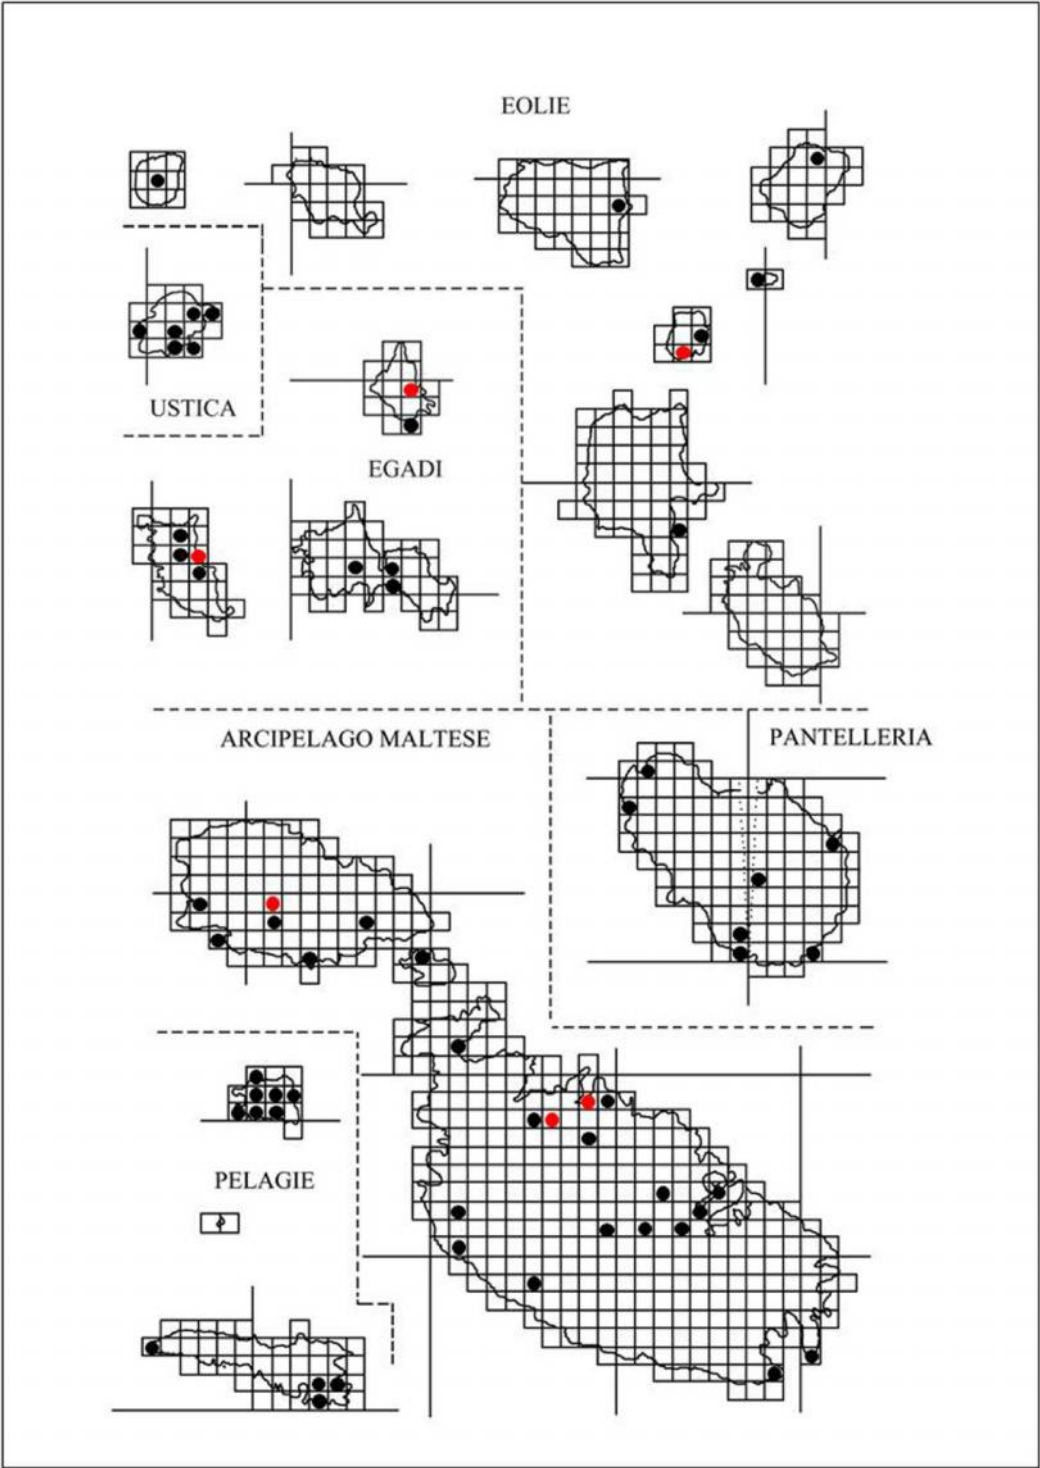 EOLIE
USTICA
EGADI
ARCIPELAGO MALTESE
PANTELLERIA
PELAGIE